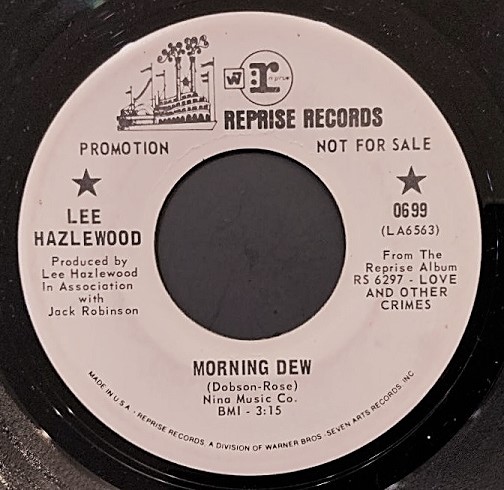 W B r reprise
REPRISE RECORDS
PROMOTION
NOT FOR SALE
LEE
HAZLEWOOD
Produced by
Lee Hazlewood
In Association
with
Jack Robinson
0699
(LA6563)
From The
Reprise Album
RS 6297 - LOVE
AND OTHER
CRIMES
MORNING DEW
(Dobson-Rose)
Nina Music Co.
BMI - 3:15
MADE IN U.S.A. - REPRISE RECORDS, A DIVISION OF WARNER BROS.-SEVEN ARTS RECORDS, INC